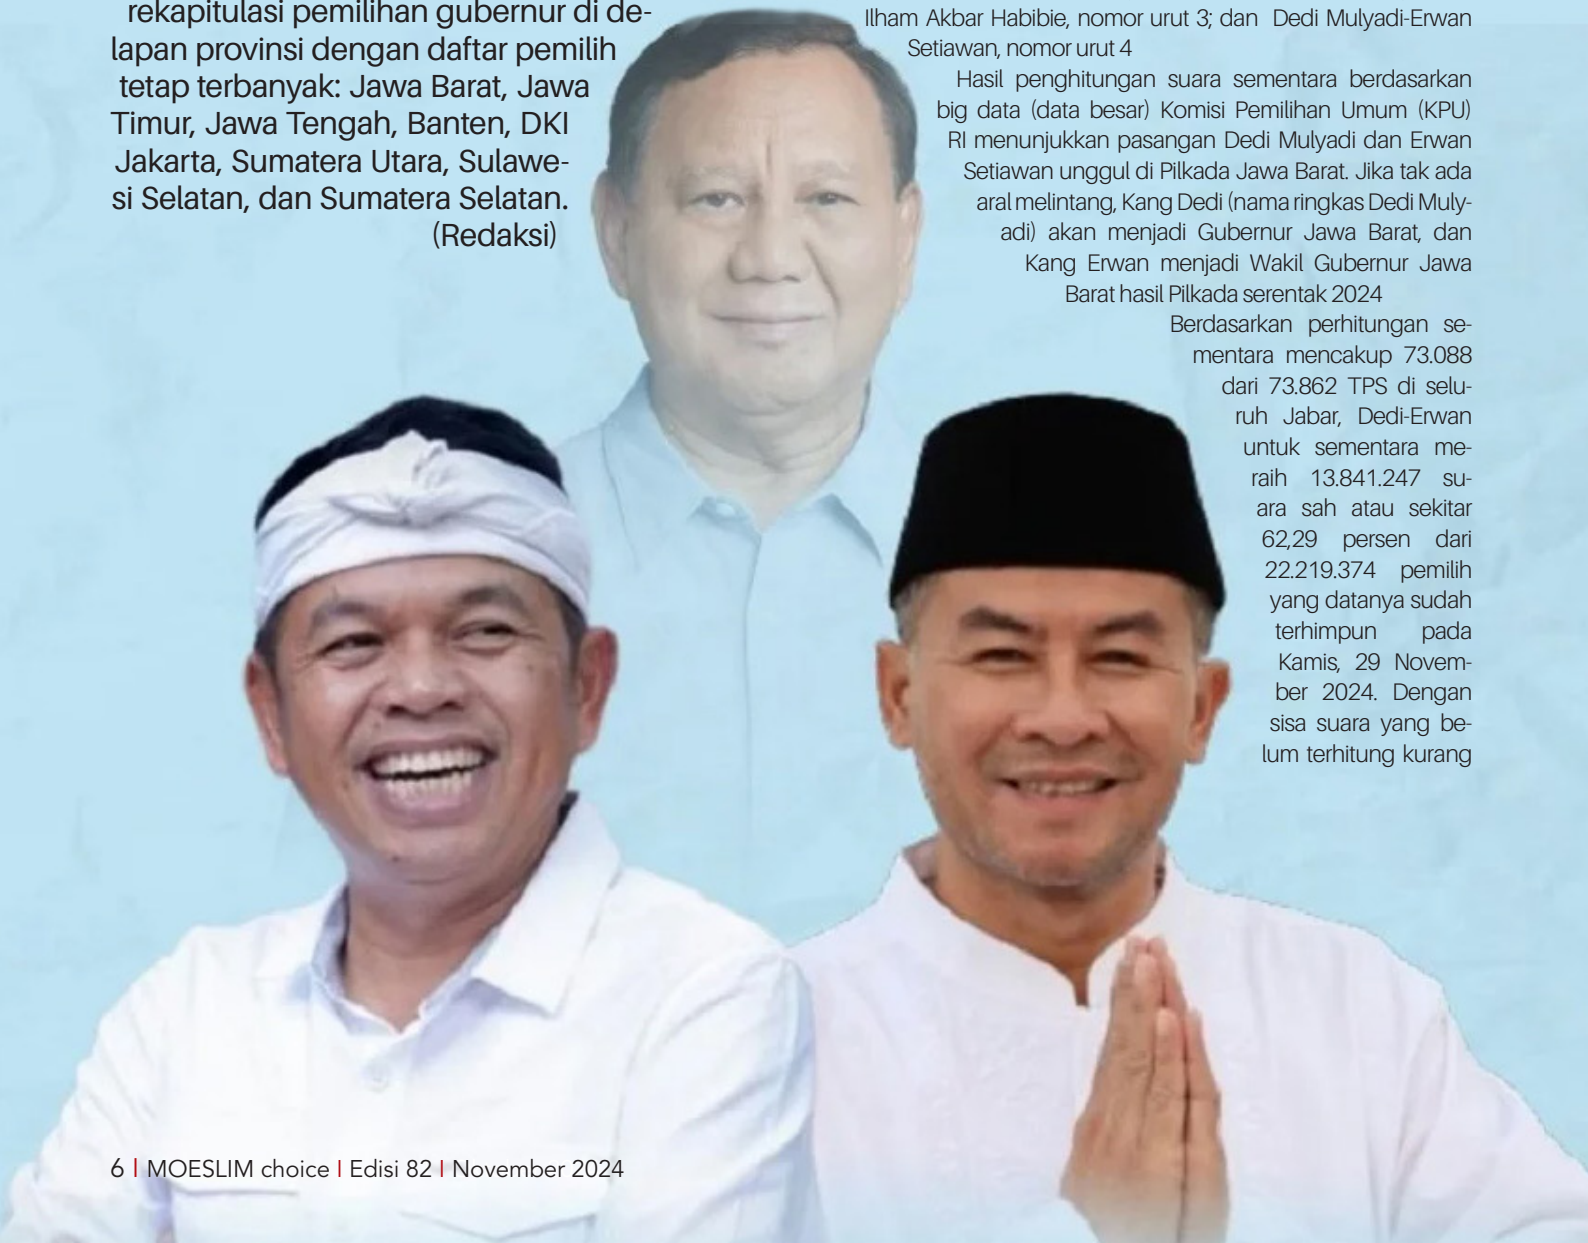 rekapitulasi pemilihan gubernur di de-
lapan provinsi dengan daftar pemilih
tetap terbanyak: Jawa Barat, Jawa
Timur, Jawa Tengah, Banten, DKI
Jakarta, Sumatera Utara, Sulawe-
si Selatan, dan Sumatera Selatan.
(Redaksi)
Ilham Akbar Habibie, nomor urut 3; dan Dedi Mulyadi-Erwan
Setiawan, nomor urut 4
Hasil penghitungan suara sementara berdasarkan
big data (data besar) Komisi Pemilihan Umum (KPU)
RI menunjukkan pasangan Dedi Mulyadi dan Erwan
Setiawan unggul di Pilkada Jawa Barat. Jika tak ada
aral melintang, Kang Dedi (nama ringkas Dedi Muly-
adi) akan menjadi Gubernur Jawa Barat, dan
Kang Erwan menjadi Wakil Gubernur Jawa
Barat hasil Pilkada serentak 2024
Berdasarkan perhitungan se-
mentara mencakup 73.088
dari 73.862 TPS di selu-
ruh Jabar, Dedi-Erwan
untuk sementara me-
raih 13.841.247 su-
ara sah atau sekitar
62,29 persen dari
22.219.374 pemilih
yang datanya sudah
terhimpun pada
Kamis, 29 Novem-
ber 2024. Dengan
sisa suara yang be-
lum terhitung kurang
6 | MOESLIM choice | Edisi 82 | November 2024